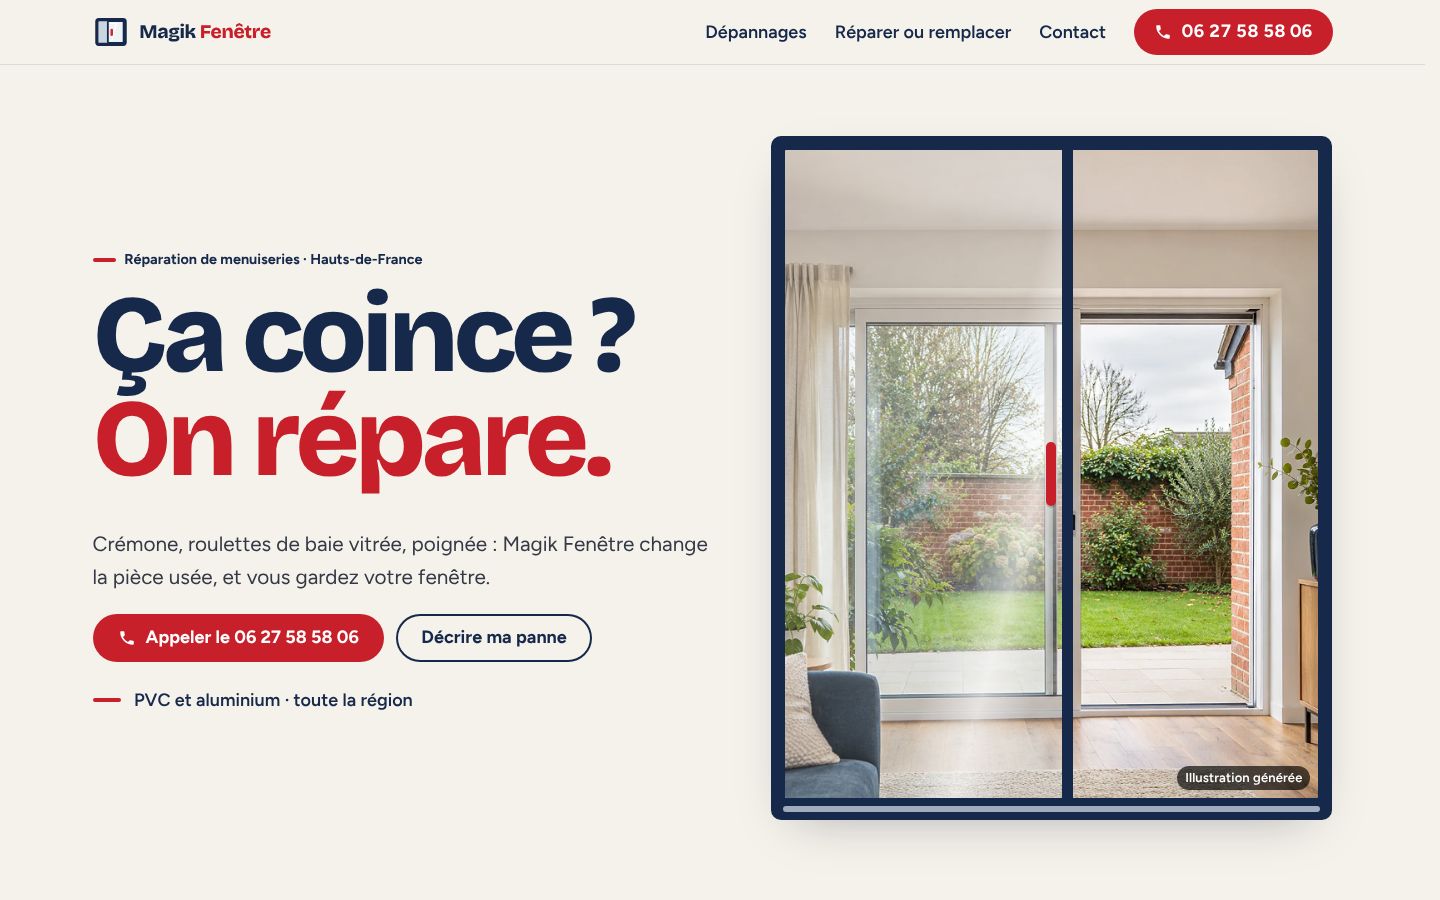 Magik Fenêtre
Dépannages
Réparer ou remplacer
Contact
06 27 58 58 06
Réparation de menuiseries · Hauts-de-France
Ça coince ?
On répare.
Crémone, roulettes de baie vitrée, poignée : Magik Fenêtre change
la pièce usée, et vous gardez votre fenêtre.
Appeler le 06 27 58 58 06
Décrire ma panne
PVC et aluminium · toute la région
Illustration générée